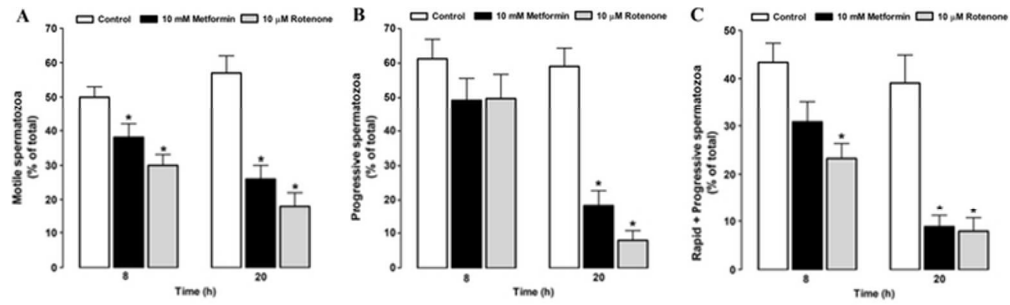 A
Control 10 mM Metformin 10 μM Rotenone
Motile spermatozoa
(% of total)
70
60
50
40
30
20
10
0
* * * *
8 20
Time (h)
B
Control 10 mM Metformin 10 μM Rotenone
Progressive spermatozoa
(% of total)
70
60
50
40
30
20
10
0
* *
8 20
Time (h)
C
Control 10 mM Metformin 10 μM Rotenone
Rapid + Progressive spermatozoa
(% of total)
50
40
30
20
10
0
* * *
8 20
Time (h)